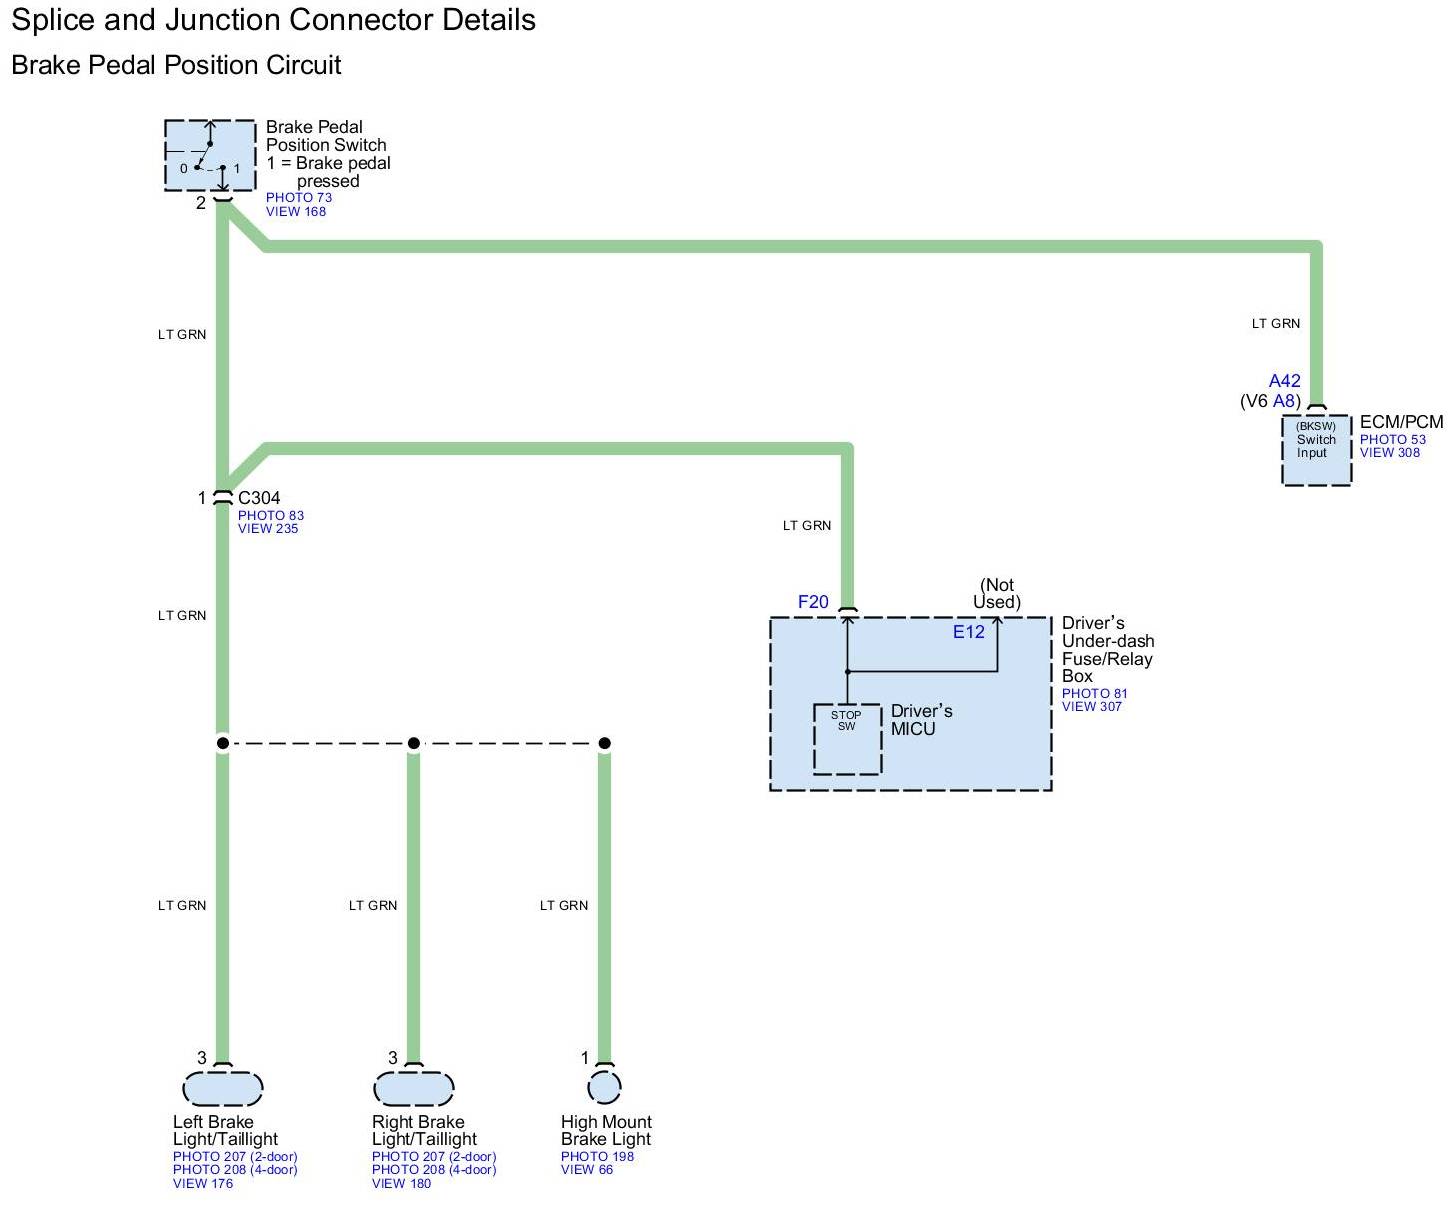 Splice and Junction Connector Details
Brake Pedal Position Circuit
Brake Pedal
Position Switch
1 = Brake pedal
pressed
PHOTO 73
VIEW 168
0
1
2
LT GRN
LT GRN
A42
(V6 A8)
(BKSW)
Switch
Input
ECM/PCM
PHOTO 53
VIEW 308
1
C304
PHOTO 83
VIEW 235
LT GRN
LT GRN
F20
(Not
Used)
E12
Driver's
Under-dash
Fuse/Relay
Box
PHOTO 81
VIEW 307
STOP
SW
Driver's
MICU
LT GRN
LT GRN
LT GRN
3
3
1
Left Brake
Light/Taillight
PHOTO 207 (2-door)
PHOTO 208 (4-door)
VIEW 176
Right Brake
Light/Taillight
PHOTO 207 (2-door)
PHOTO 208 (4-door)
VIEW 180
High Mount
Brake Light
PHOTO 198
VIEW 66